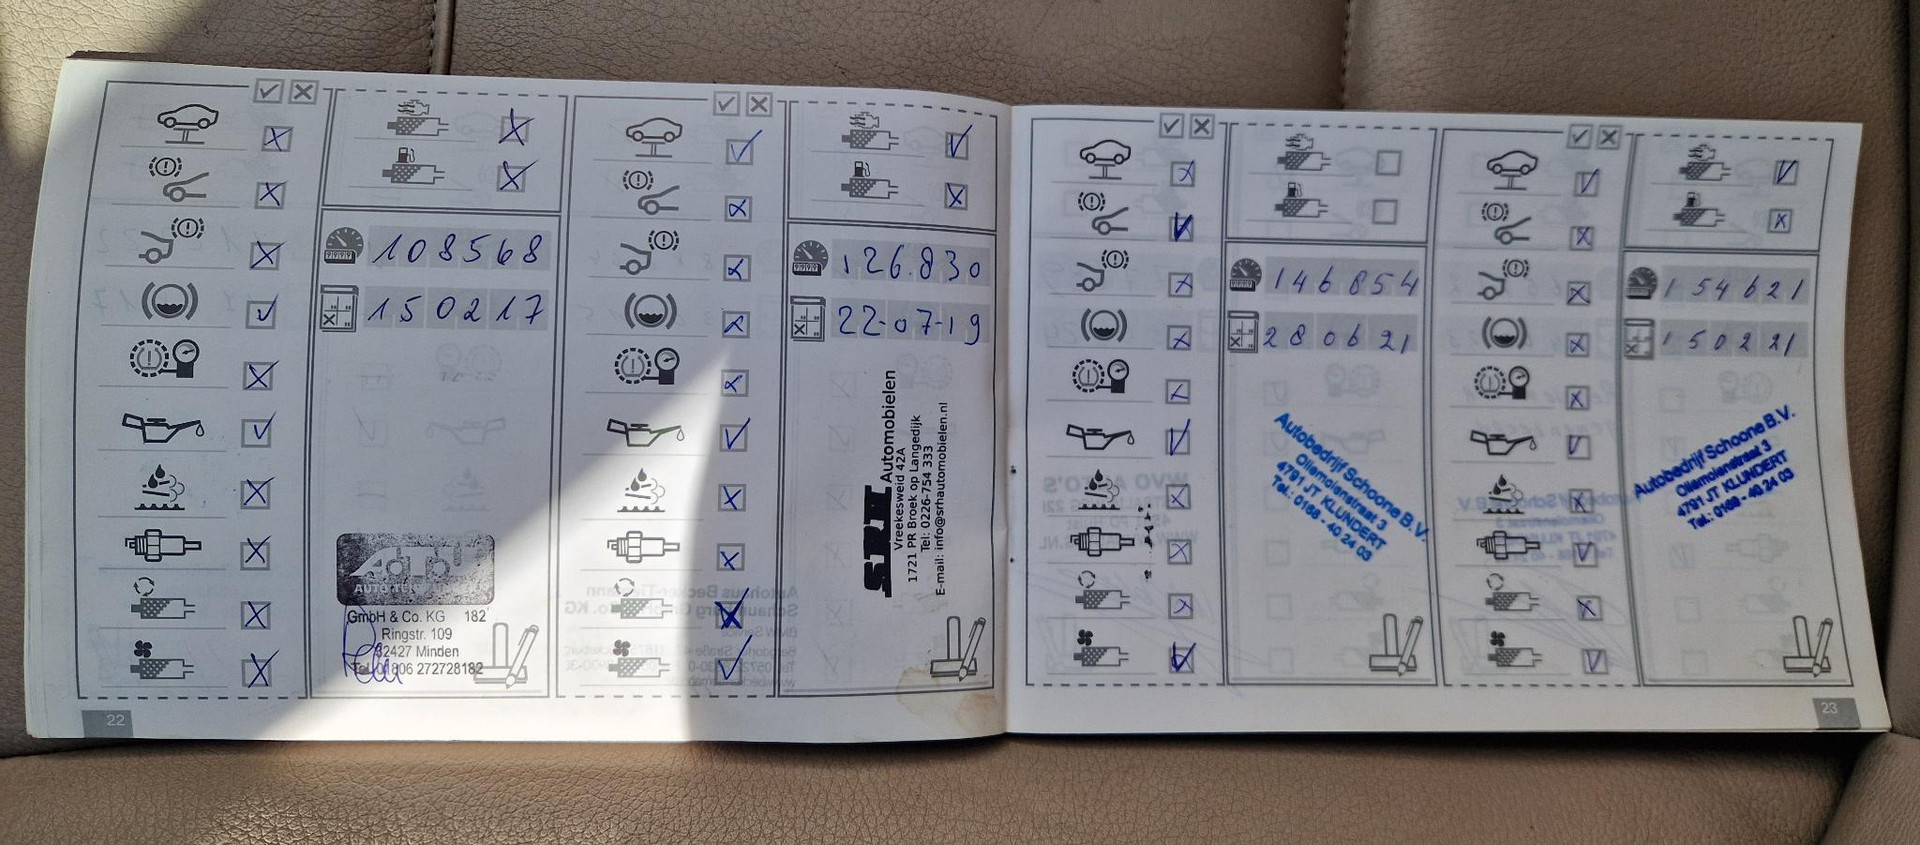 108568
150217
GmbH & Co. KG 182
Ringstr. 109
32427 Minden
Tel. 01806 272728182
126.830
22-07-19
SRH Automobielen
Vreekesweid 42A
1721 PR Broek op Langedijk
Tel: 0226-754 333
E-mail: info@srhautomobielen.nl
22
146854
280621
Autobedrijf Schoone B.V.
Oliemolenstraat 3
4791 JT KLUNDERT
Tel.: 0168 - 40 24 03
154621
150221
Autobedrijf Schoone B.V.
Oliemolenstraat 3
4791 JT KLUNDERT
Tel.: 0168 - 40 24 03
23